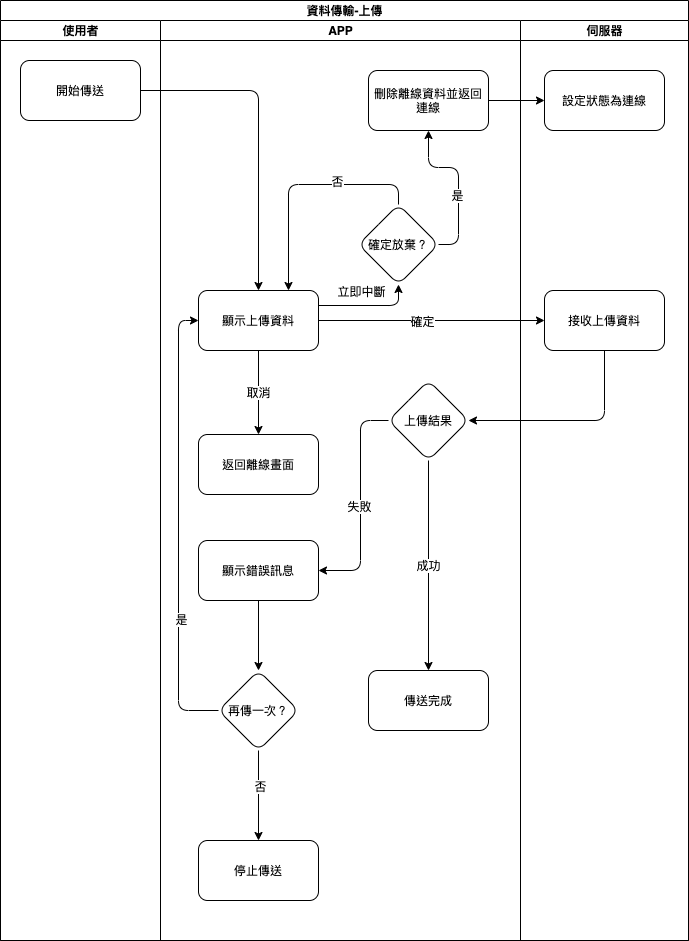 資料傳輸-上傳
使用者
APP
伺服器
開始傳送
刪除離線資料並返回
連線
設定狀態為連線
否
是
確定放棄？
立即中斷
顯示上傳資料
確定
接收上傳資料
取消
上傳結果
返回離線畫面
失敗
成功
顯示錯誤訊息
是
再傳一次？
傳送完成
否
停止傳送